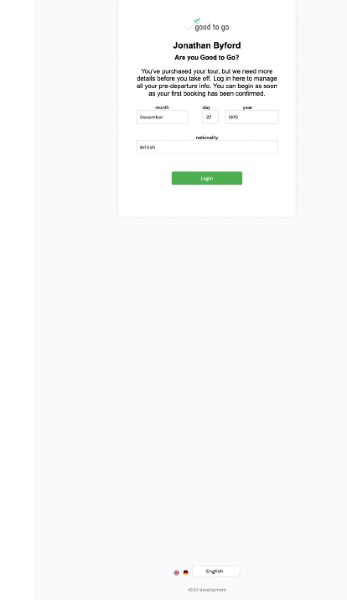 good to go
Jonathan Byford
Are you Good to Go?
You've purchased your tour, but we need more
details before you take off. Log in here to manage
all your pre-departure info. You can begin as soon
as your first booking has been confirmed.
month day year
December 27 1975
nationality
British
Login
English
v0.0.1 development